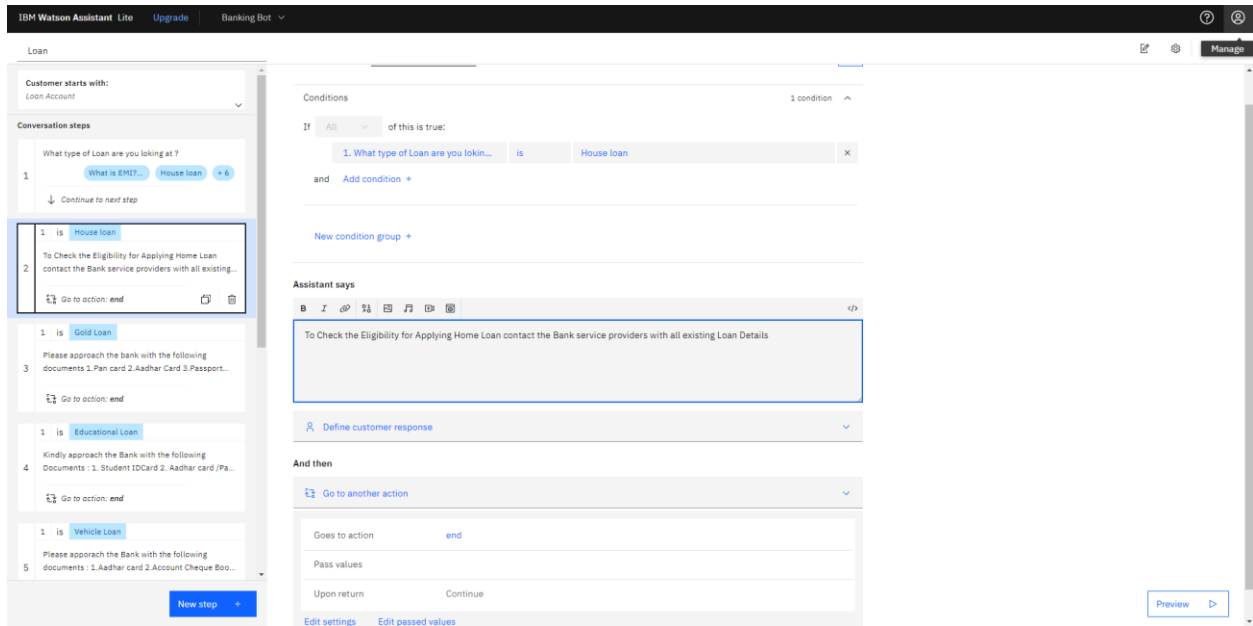 IBM Watson Assistant Lite Upgrade Banking Bot
Manage
Loan
Customer starts with:
Loan Account
Conversation steps
1
What type of Loan are you loking at ?
What is EMI?... House loan + 6
Continue to next step
2
1 is House loan
To Check the Eligibility for Applying Home Loan
contact the Bank service providers with all existing...
Go to action: end
3
1 is Gold Loan
Please approach the bank with the following
documents 1.Pan card 2.Aadhar Card 3.Passport...
Go to action: end
4
1 is Educational Loan
Kindly approach the Bank with the following
Documents : 1. Student IDCard 2. Aadhar card /Pa...
Go to action: end
5
1 is Vehicle Loan
Please apporach the Bank with the following
documents : 1.Aadhar card 2.Account Cheque Boo...
New step +
Conditions 1 condition
If All of this is true:
1. What type of Loan are you lokin... is House loan ×
and Add condition +
New condition group +
Assistant says
B I </>
To Check the Eligibility for Applying Home Loan contact the Bank service providers with all existing Loan Details
Define customer response
And then
Go to another action
Goes to action end
Pass values
Upon return Continue
Edit settings Edit passed values
Preview